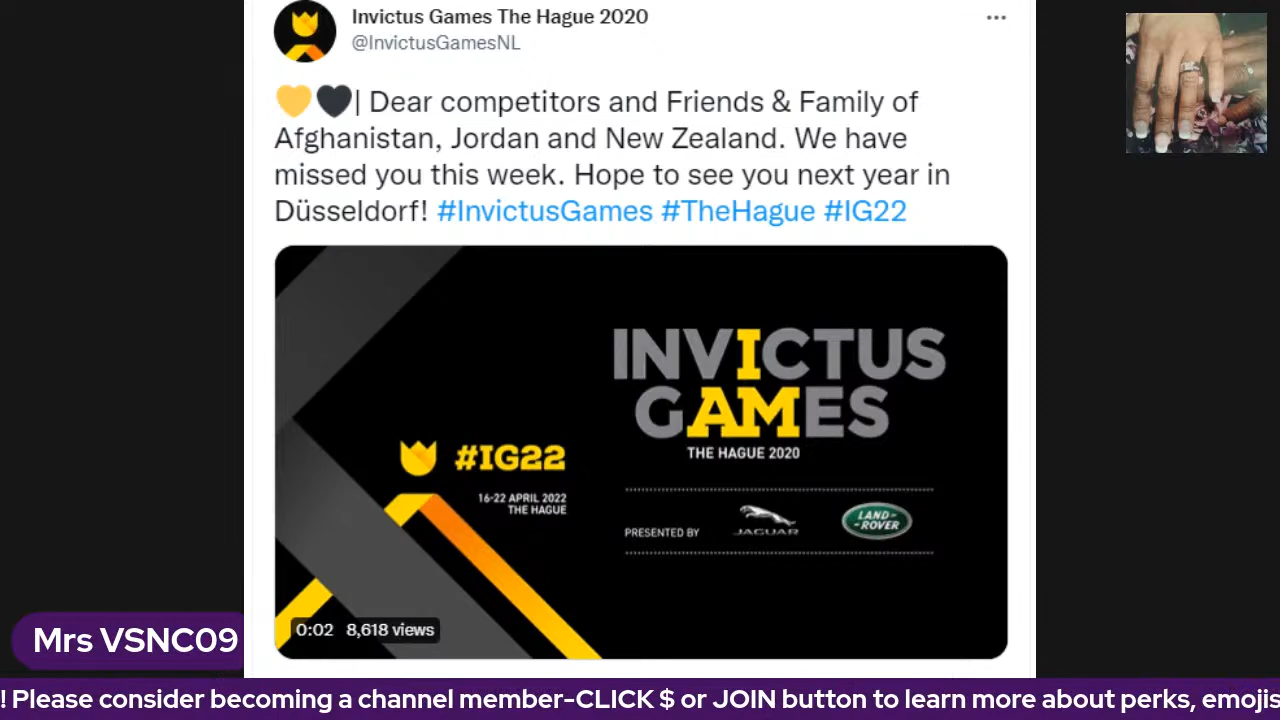 Invictus Games The Hague 2020
@InvictusGamesNL
💛🖤| Dear competitors and Friends & Family of
Afghanistan, Jordan and New Zealand. We have
missed you this week. Hope to see you next year in
Düsseldorf! #InvictusGames #TheHague #IG22
INVICTUS
GAMES
THE HAGUE 2020
#IG22
16-22 APRIL 2022
THE HAGUE
PRESENTED BY
JAGUAR
LAND-
-ROVER
0:02 8,618 views
Mrs VSNC09
! Please consider becoming a channel member-CLICK $ or JOIN button to learn more about perks, emojis